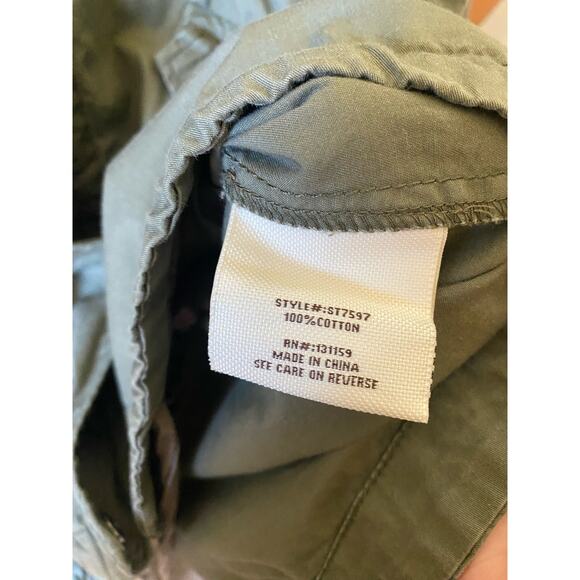 STYLE#:ST7597
100%COTTON
RN#:131159
MADE IN CHINA
SEE CARE ON REVERSE